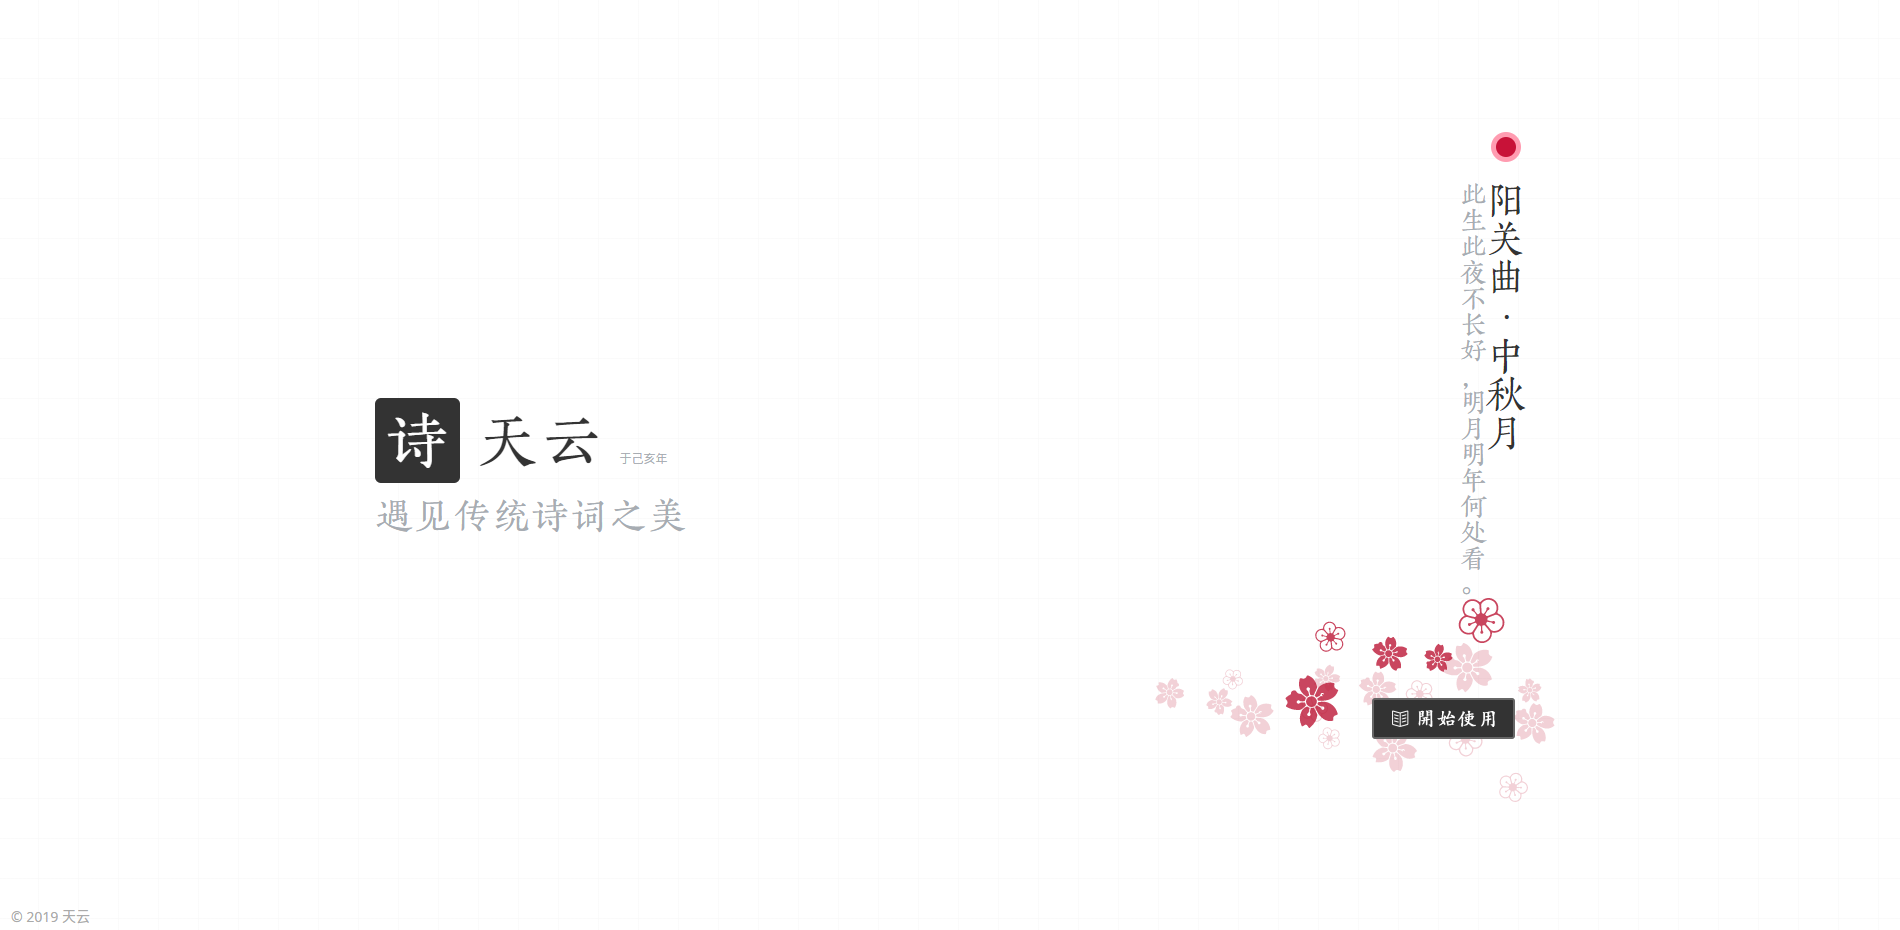 诗 天云 于己亥年
遇见传统诗词之美
阳关曲·中秋月
此生此夜不长好,明月明年何处看。
開始使用
© 2019 天云